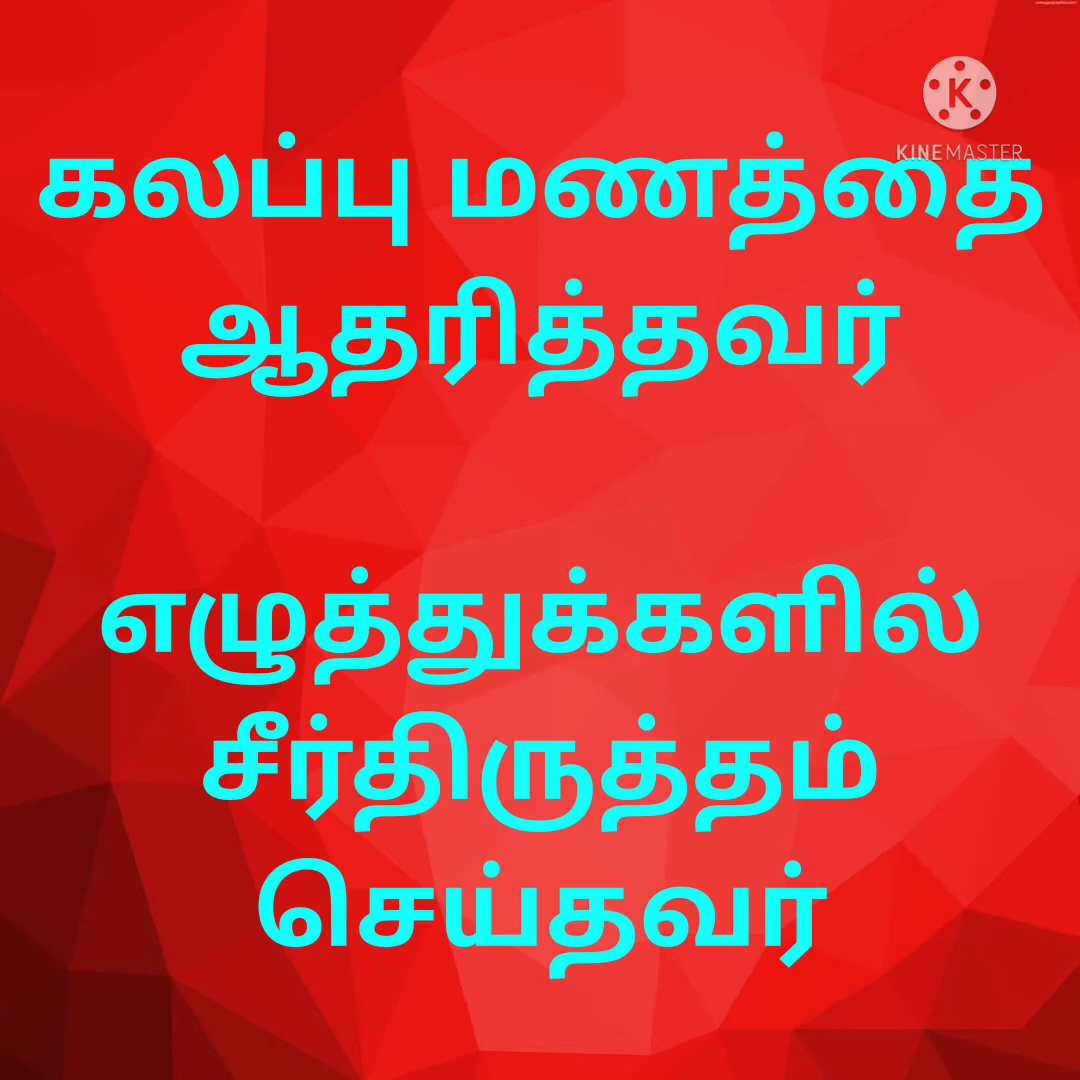 KINEMASTER
கலப்பு மணத்தை
ஆதரித்தவர்
எழுத்துக்களில்
சீர்திருத்தம்
செய்தவர்